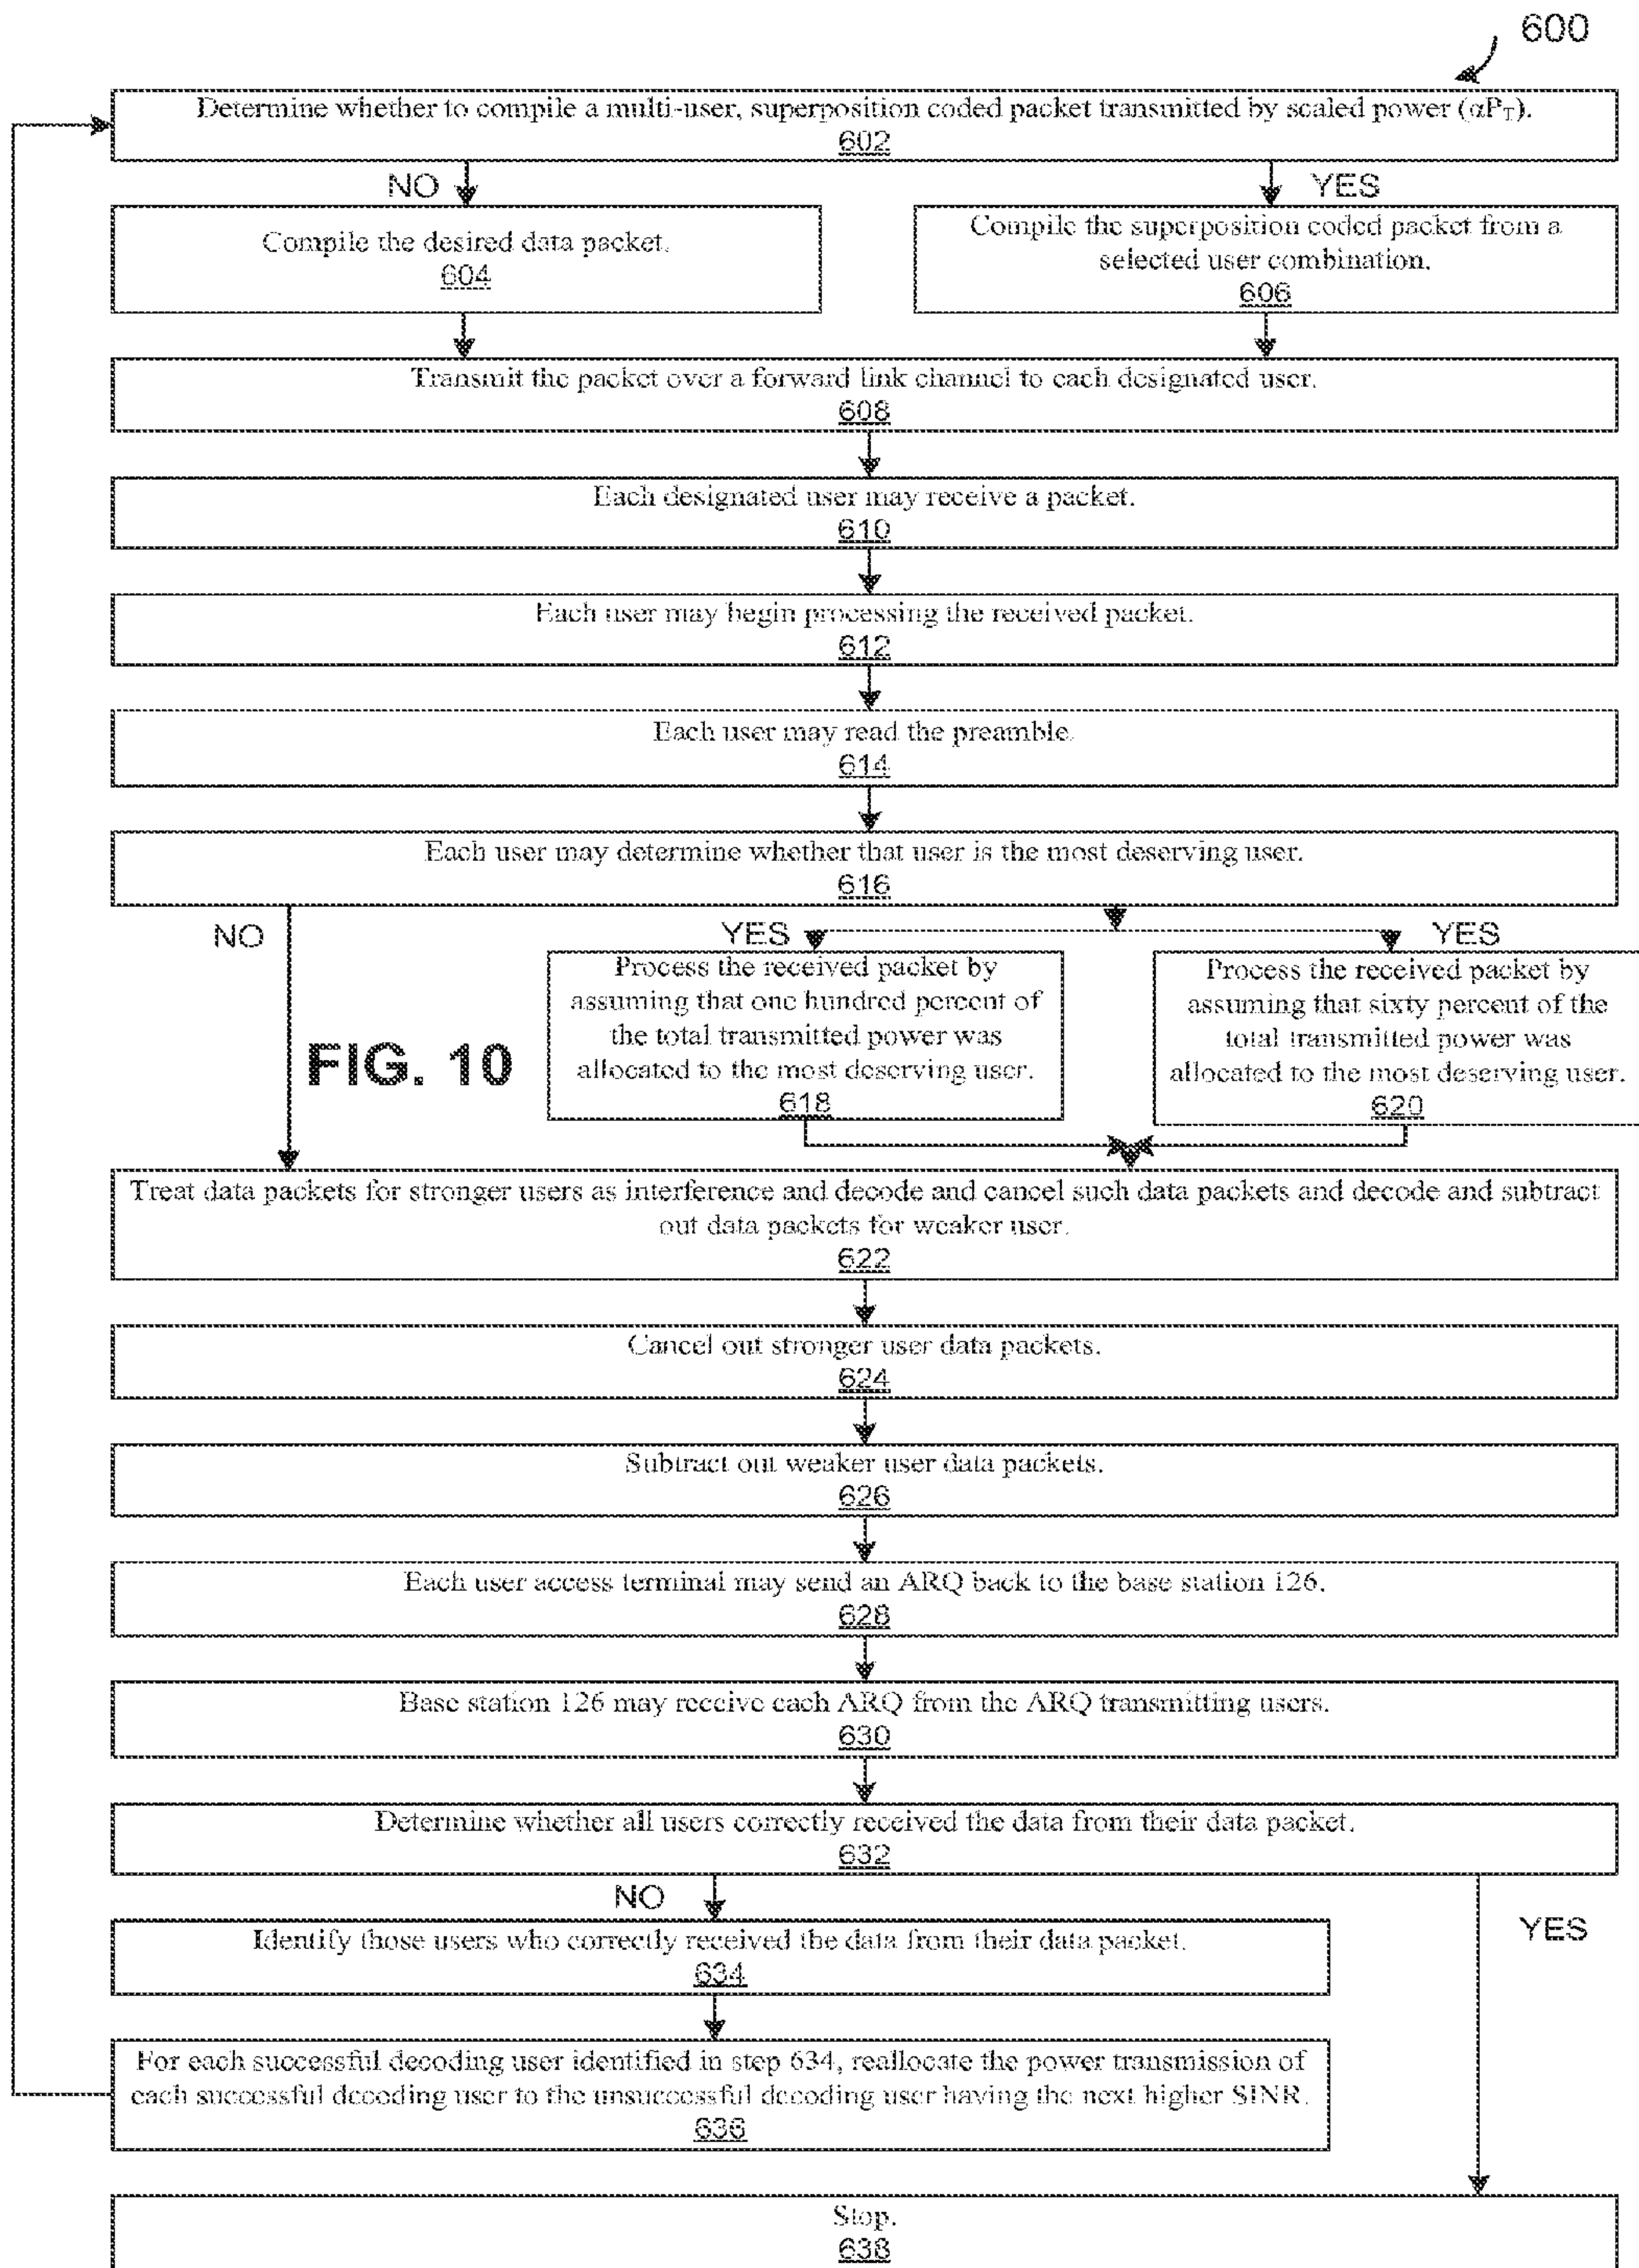 600
Determine whether to compile a multi-user, superposition coded packet transmitted by scaled power (αPT).
602
NO
YES
Compile the desired data packet.
604
Compile the superposition coded packet from a
selected user combination.
606
Transmit the packet over a forward link channel to each designated user.
608
Each designated user may receive a packet.
610
Each user may begin processing the received packet.
612
Each user may read the preamble.
614
Each user may determine whether that user is the most deserving user.
616
NO
YES
YES
Process the received packet by
assuming that one hundred percent of
the total transmitted power was
allocated to the most deserving user.
618
Process the received packet by
assuming that sixty percent of the
total transmitted power was
allocated to the most deserving user.
620
FIG. 10
Treat data packets for stronger users as interference and decode and cancel such data packets and decode and subtract
out data packets for weaker user.
622
Cancel out stronger user data packets.
624
Subtract out weaker user data packets.
626
Each user access terminal may send an ARQ back to the base station 126.
628
Base station 126 may receive each ARQ from the ARQ transmitting users.
630
Determine whether all users correctly received the data from their data packet.
632
NO
YES
Identify those users who correctly received the data from their data packet.
634
For each successful decoding user identified in step 634, reallocate the power transmission of
each successful decoding user to the unsuccessful decoding user having the next higher SINR.
636
Stop.
638